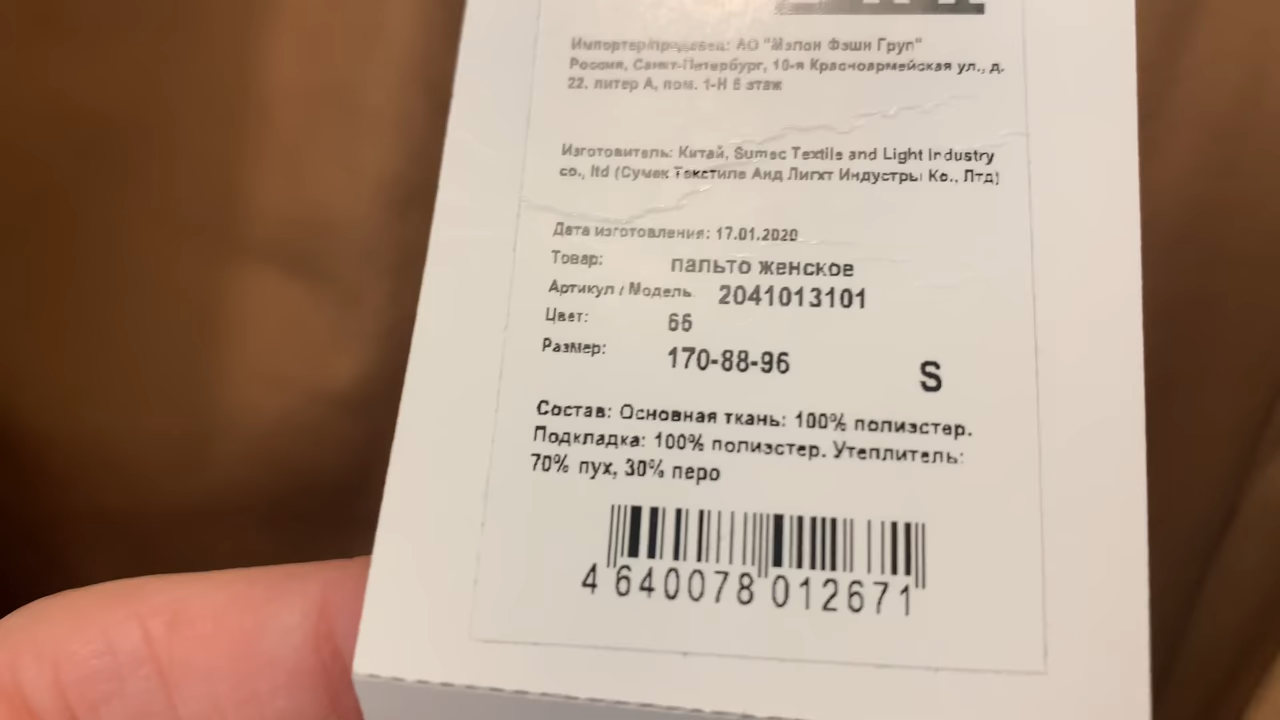 Импортер/продавец: АО "Мэлон Фэшн Груп"
Россия, Санкт-Петербург, 10-я Красноармейская ул., д.
22, литер А, пом. 1-Н 6 этаж
Изготовитель: Китай, Sumec Textile and Light Industry
co., ltd (Сумек Текстиле Анд Лигхт Индустры Ко., Лтд)
Дата изготовления: 17.01.2020
Товар: пальто женское
Артикул / Модель: 2041013101
Цвет: 66
Размер: 170-88-96 S
Состав: Основная ткань: 100% полиэстер.
Подкладка: 100% полиэстер. Утеплитель:
70% пух, 30% перо
4 640078 012671